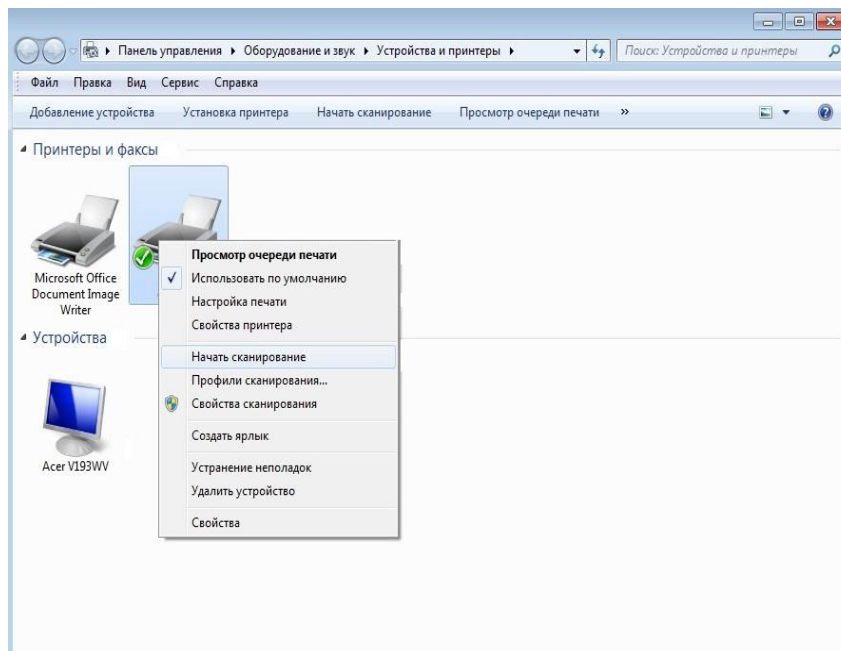 Панель управления ▸ Оборудование и звук ▸ Устройства и принтеры ▸
Поиск: Устройства и принтеры
Файл Правка Вид Сервис Справка
Добавление устройства Установка принтера Начать сканирование Просмотр очереди печати »
Принтеры и факсы
Microsoft Office
Document Image
Writer
Просмотр очереди печати
Использовать по умолчанию
Настройка печати
Свойства принтера
Начать сканирование
Профили сканирования...
Свойства сканирования
Создать ярлык
Устранение неполадок
Удалить устройство
Свойства
Устройства
Acer V193WV